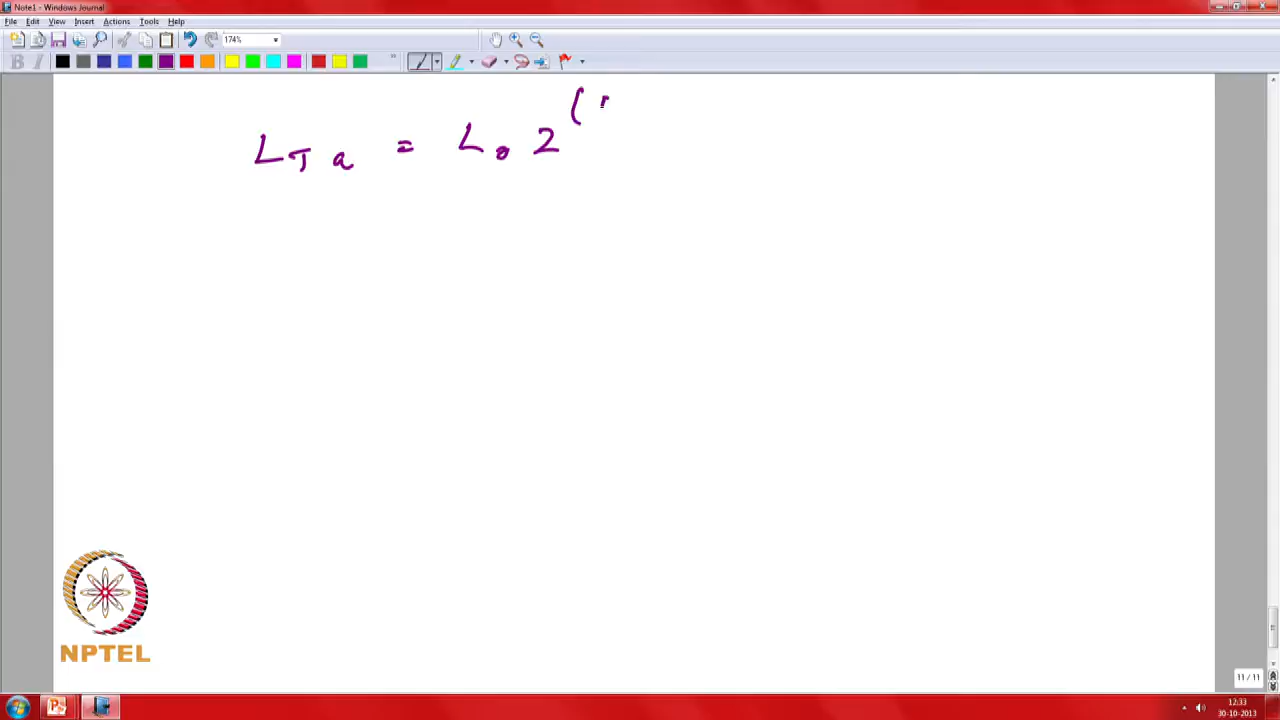 Note1 - Windows Journal
File Edit View Insert Actions Tools Help
174%
B I
L_{T a} = L_0 2^{(
NPTEL
11 / 11
12:33
30-10-2013